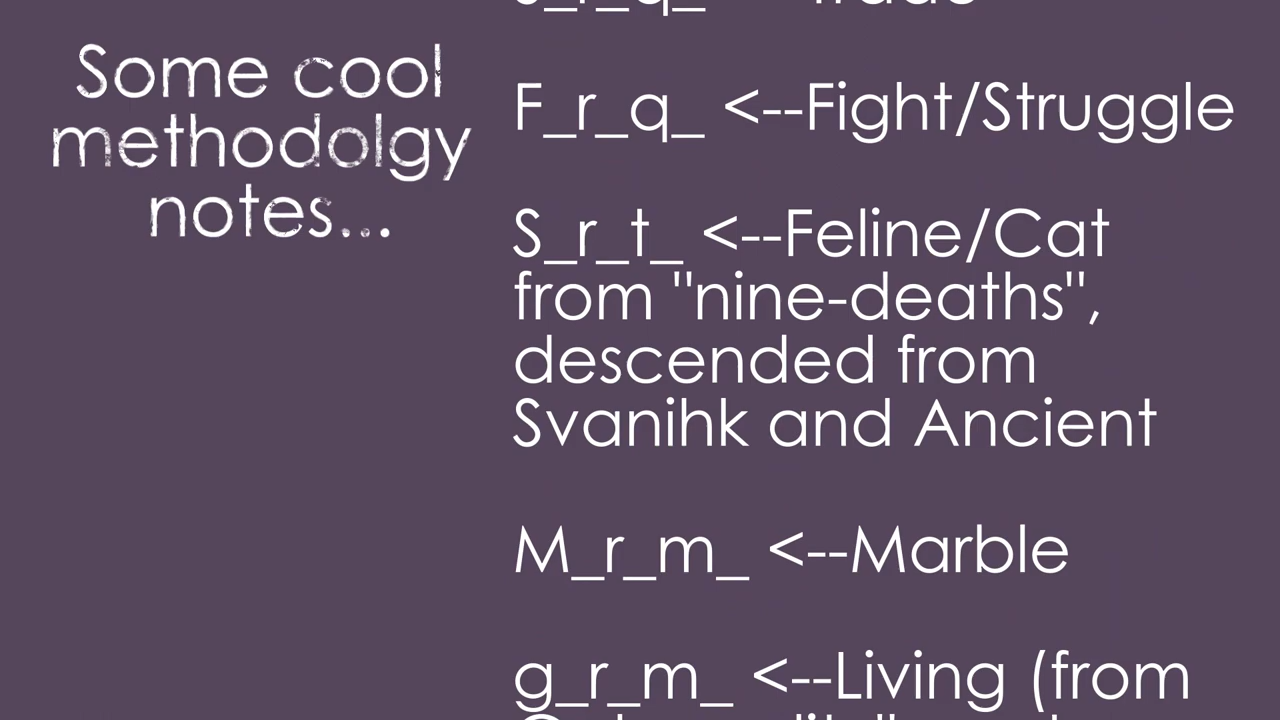 Some cool
methodolgy
notes...
F_r_q_ <--Fight/Struggle
S_r_t_ <--Feline/Cat
from "nine-deaths",
descended from
Svanihk and Ancient
M_r_m_ <--Marble
g_r_m_ <--Living (from